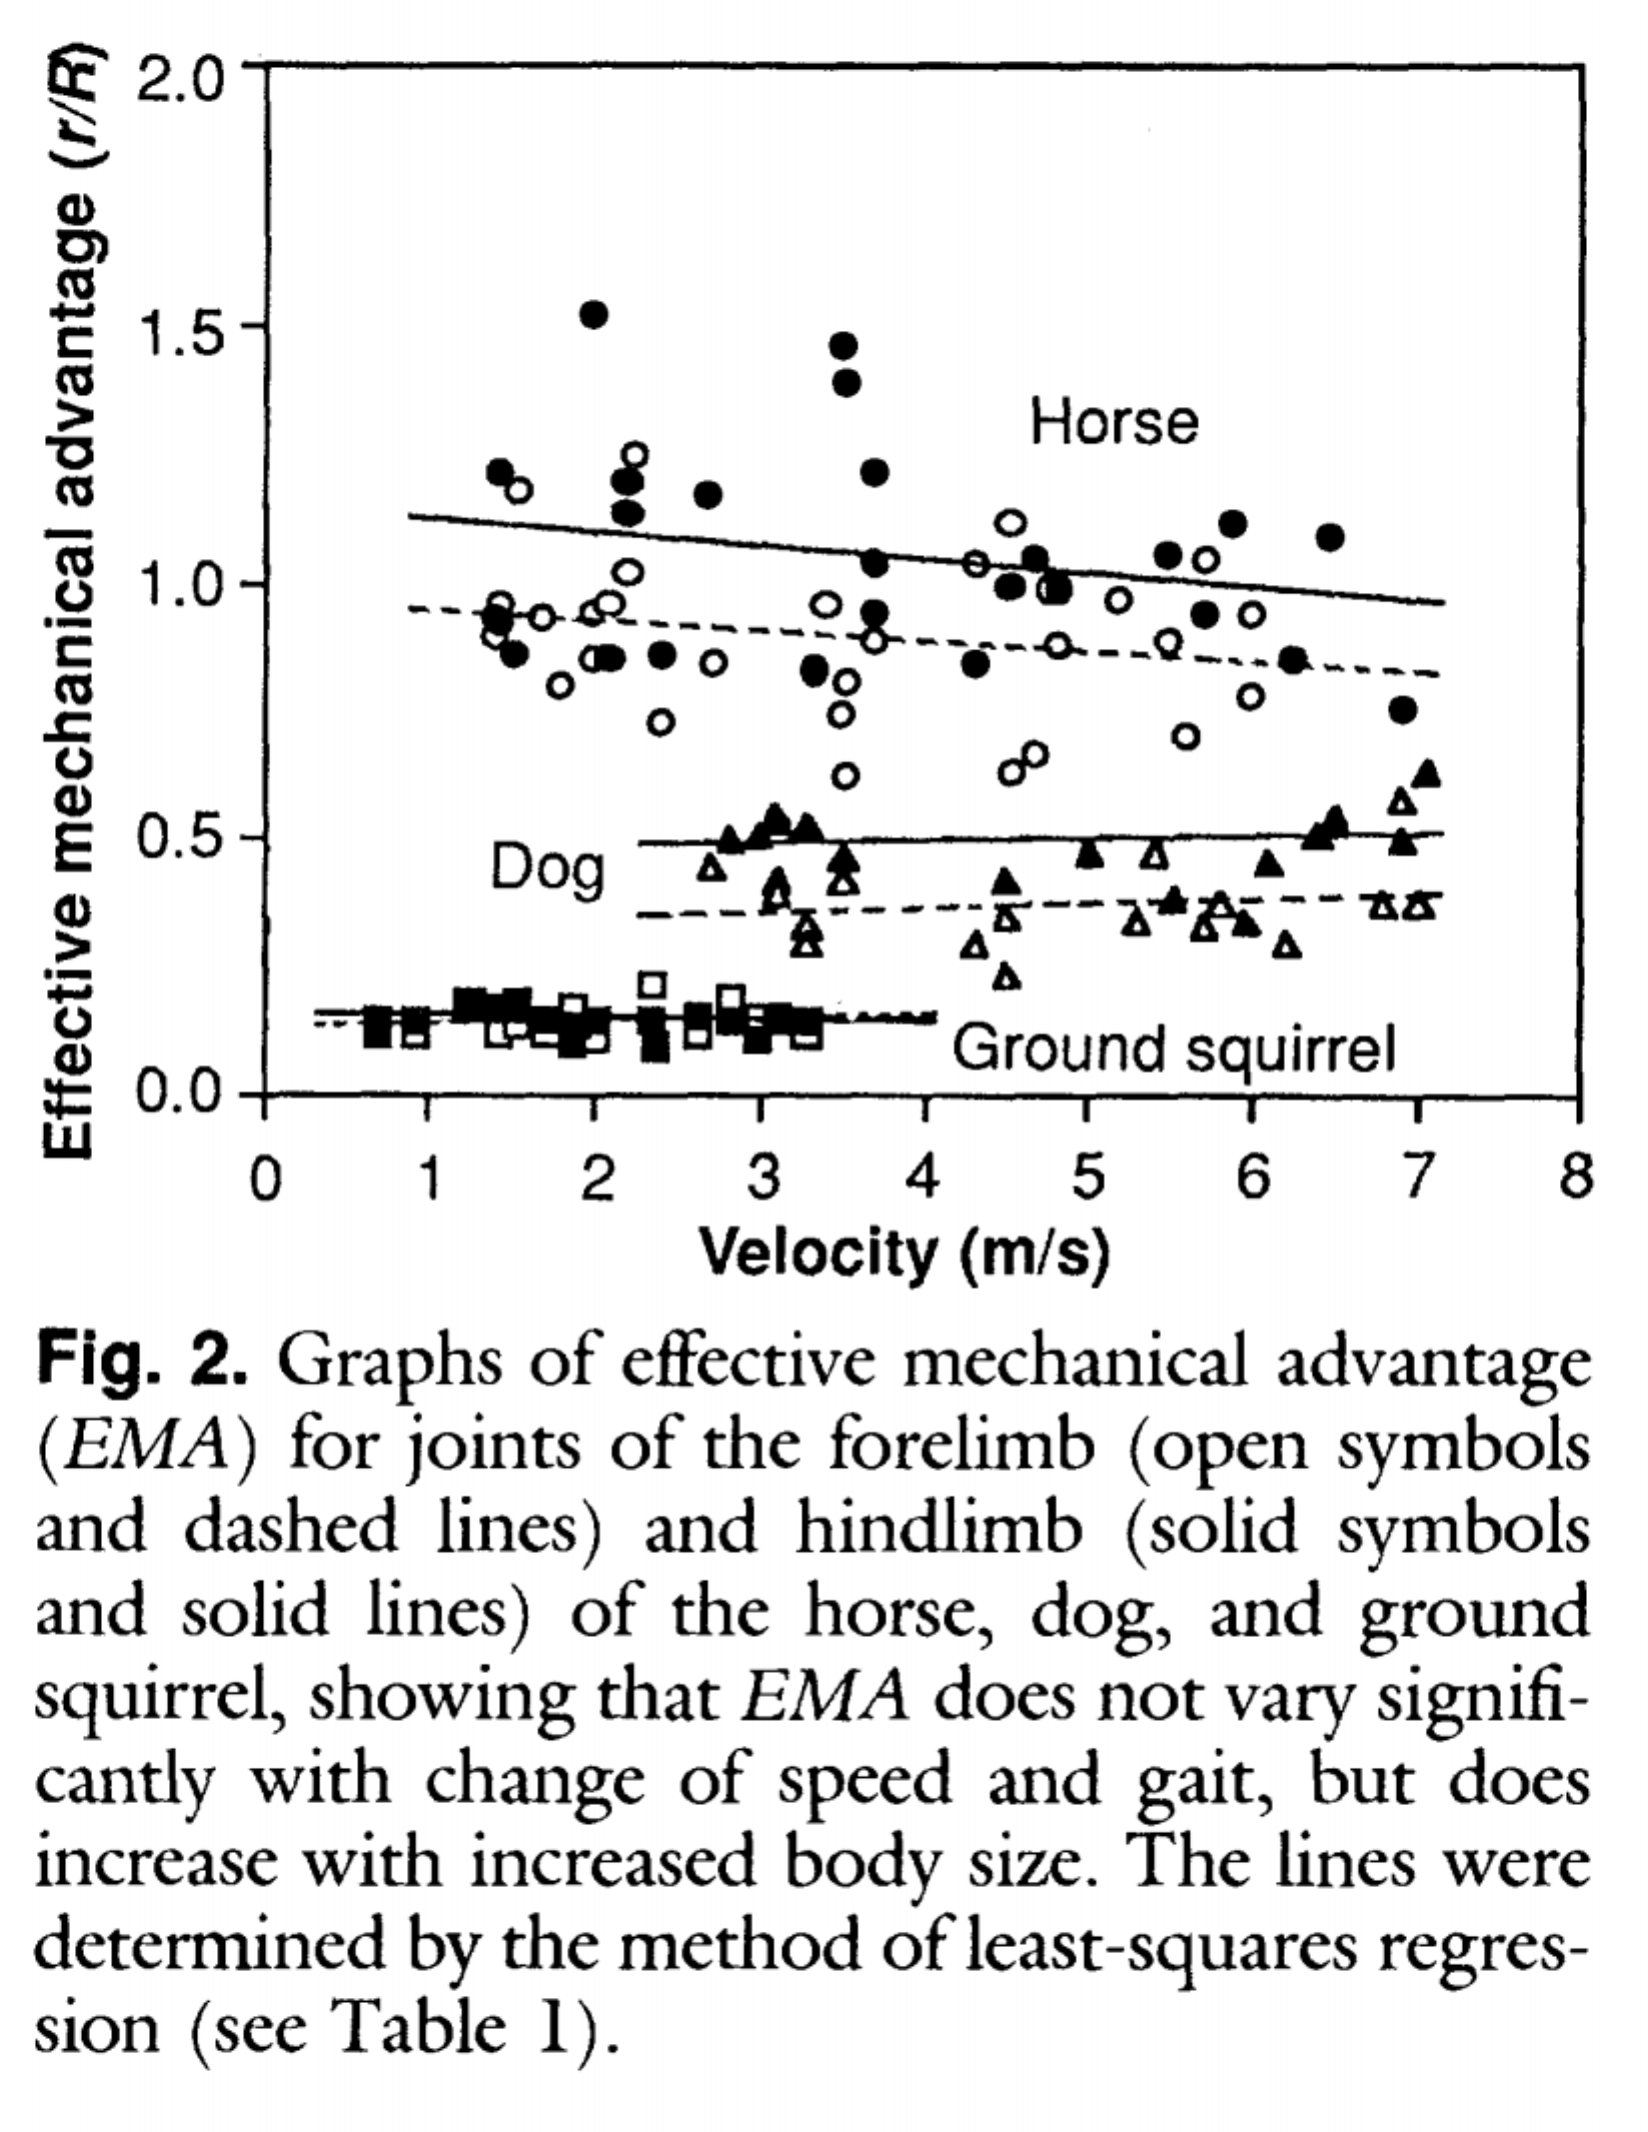 Effective mechanical advantage (r/R)
2.0
1.5
1.0
0.5
0.0
Horse
Dog
Ground squirrel
0 1 2 3 4 5 6 7 8
Velocity (m/s)
Fig. 2. Graphs of effective mechanical advantage
(EMA) for joints of the forelimb (open symbols
and dashed lines) and hindlimb (solid symbols
and solid lines) of the horse, dog, and ground
squirrel, showing that EMA does not vary signifi-
cantly with change of speed and gait, but does
increase with increased body size. The lines were
determined by the method of least-squares regres-
sion (see Table 1).